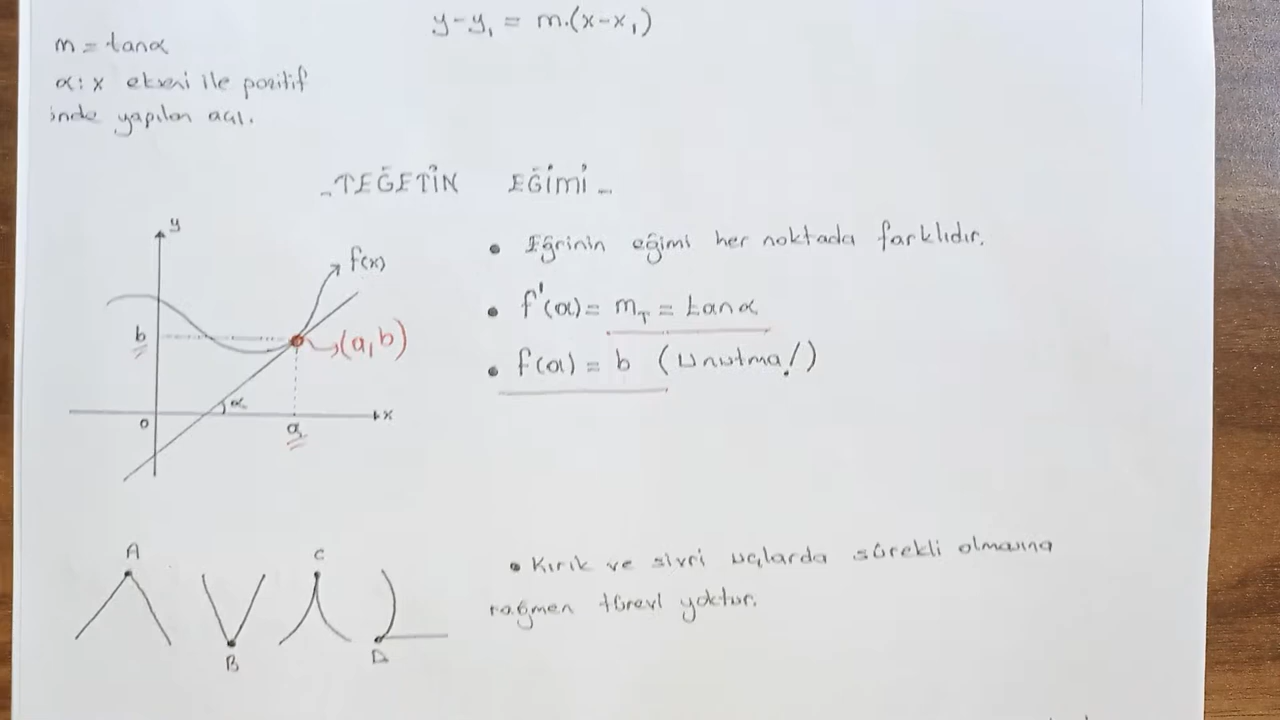 y-y₁ = m.(x-x₁)
m = tanα
α: x ekseni ile pozitif
önde yapılan açı.
-TEĞETİN EĞİMİ-
y
f(x)
b
(a,b)
α
0
a
x
• Eğrinin eğimi her noktada farklıdır.
• f'(a) = m_T = tanα
• f(a) = b (Unutma!)
A
B
C
D
• Kırık ve sivri uçlarda sürekli olmasına
rağmen türevi yoktur.